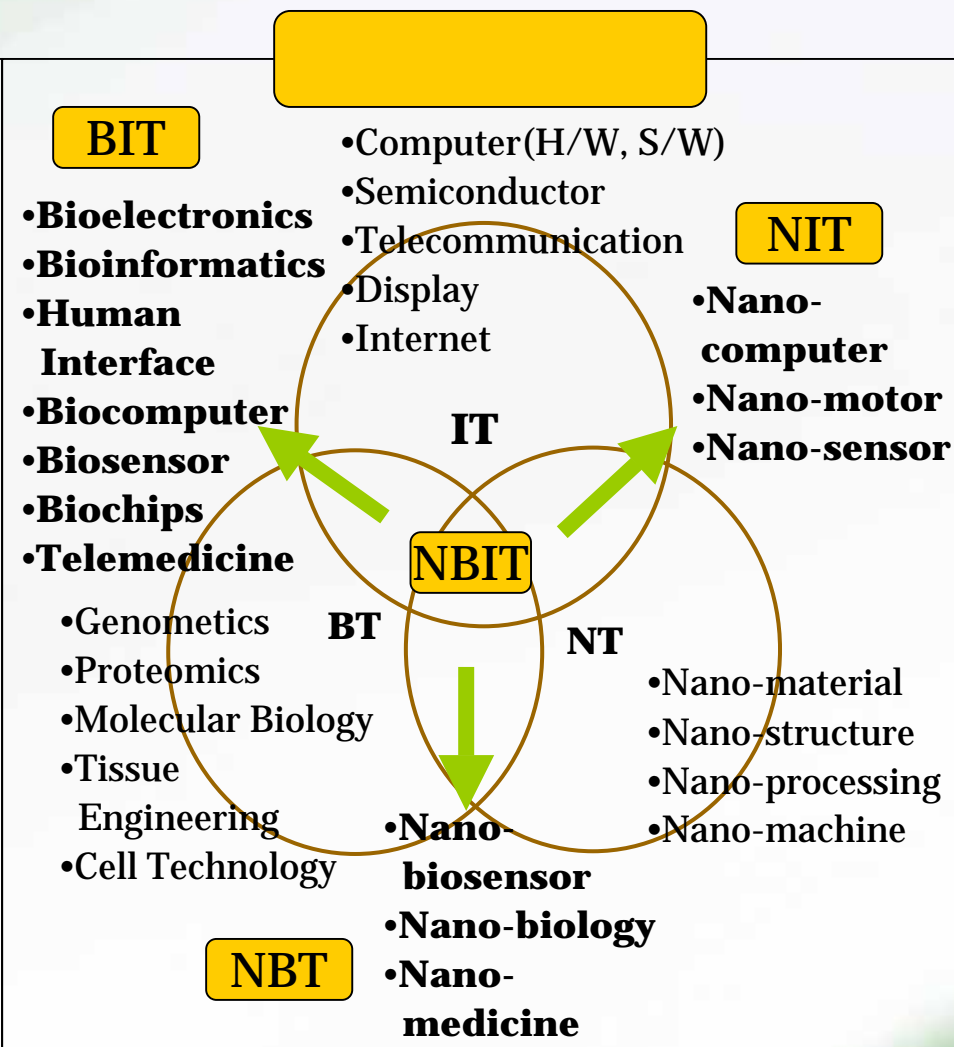 BIT
•Bioelectronics
•Bioinformatics
•Human
Interface
•Biocomputer
•Biosensor
•Biochips
•Telemedicine
•Computer(H/W, S/W)
•Semiconductor
•Telecommunication
•Display
•Internet
NIT
•Nano-
computer
•Nano-motor
•Nano-sensor
IT
NBIT
BT
NT
•Genometics
•Proteomics
•Molecular Biology
•Tissue
Engineering
•Cell Technology
•Nano-material
•Nano-structure
•Nano-processing
•Nano-machine
NBT
•Nano-
biosensor
•Nano-biology
•Nano-
medicine